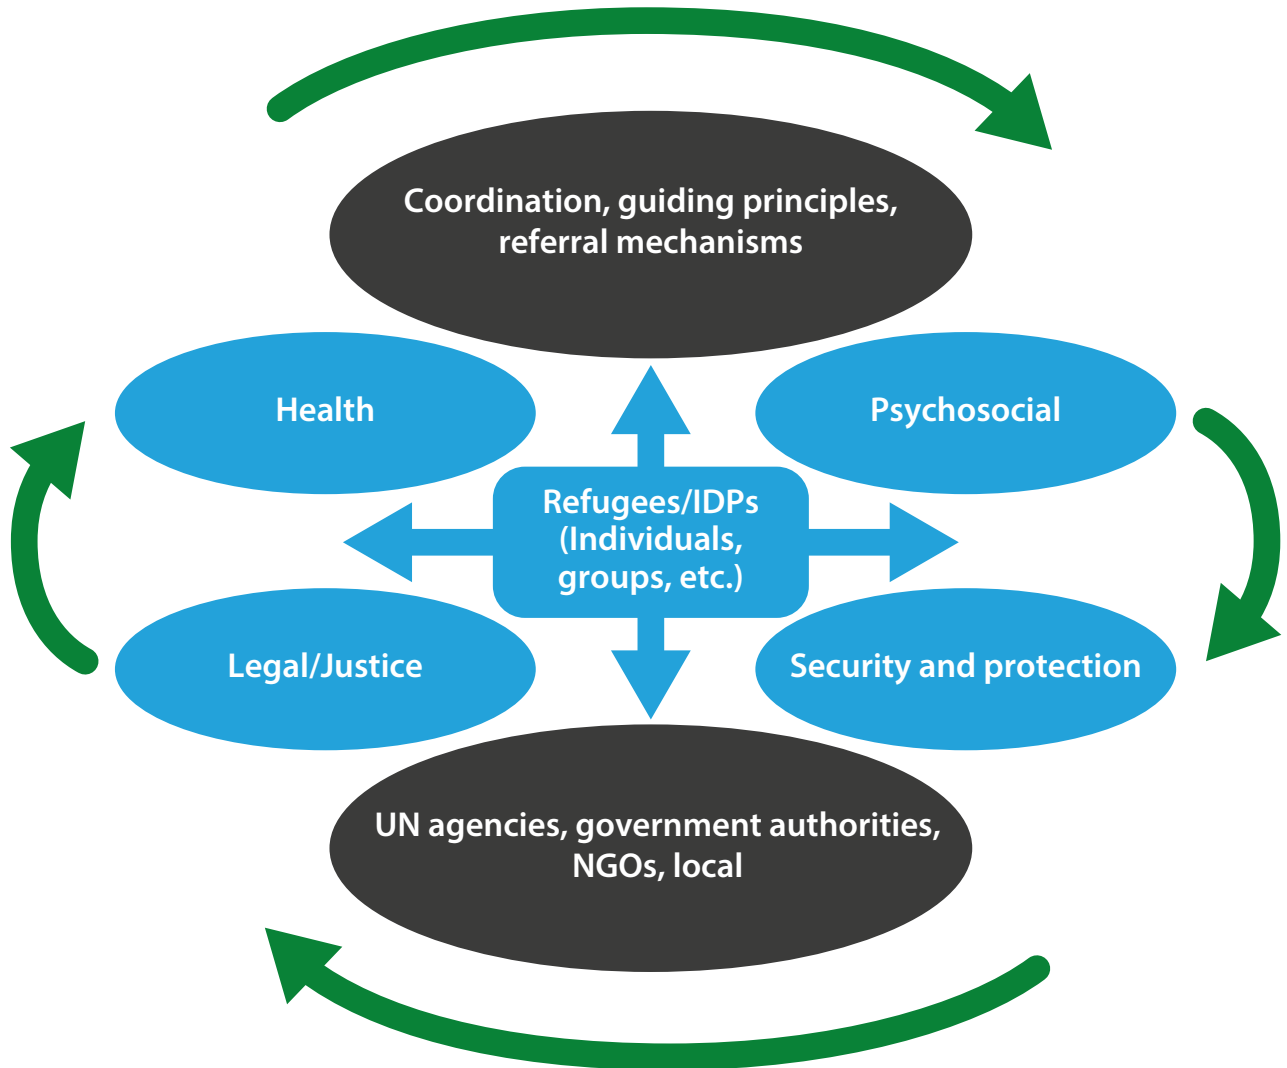 Coordination, guiding principles,
referral mechanisms
Health
Psychosocial
Refugees/IDPs
(Individuals,
groups, etc.)
Legal/Justice
Security and protection
UN agencies, government authorities,
NGOs, local